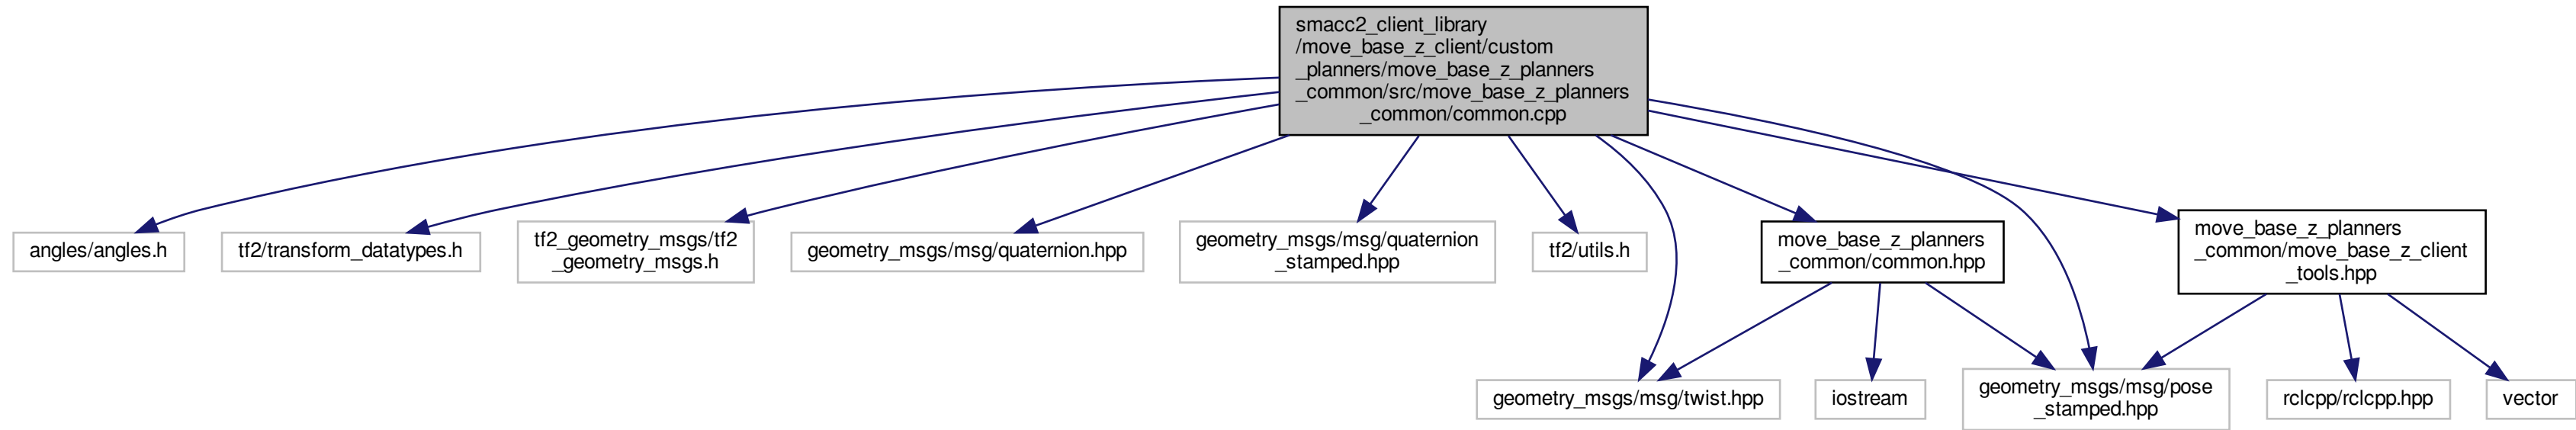 smacc2_client_library
/move_base_z_client/custom
_planners/move_base_z_planners
_common/src/move_base_z_planners
_common/common.cpp
angles/angles.h
tf2/transform_datatypes.h
tf2_geometry_msgs/tf2
_geometry_msgs.h
geometry_msgs/msg/quaternion.hpp
geometry_msgs/msg/quaternion
_stamped.hpp
tf2/utils.h
move_base_z_planners
_common/common.hpp
move_base_z_planners
_common/move_base_z_client
_tools.hpp
geometry_msgs/msg/twist.hpp
iostream
geometry_msgs/msg/pose
_stamped.hpp
rclcpp/rclcpp.hpp
vector